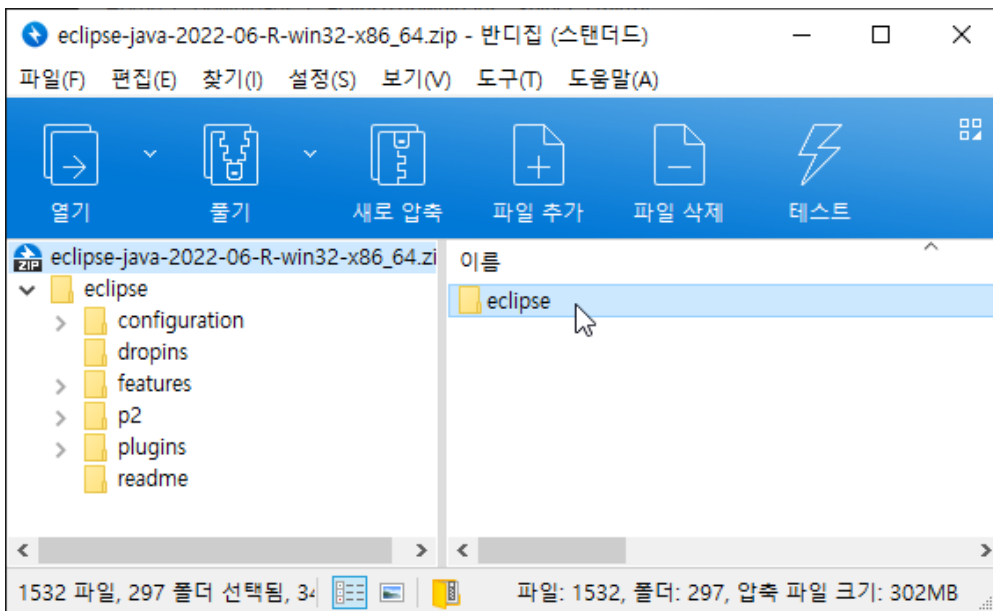 eclipse-java-2022-06-R-win32-x86_64.zip - 반디집 (스탠더드)
파일(F) 편집(E) 찾기(I) 설정(S) 보기(V) 도구(T) 도움말(A)
열기 풀기 새로 압축 파일 추가 파일 삭제 테스트
ZIP eclipse-java-2022-06-R-win32-x86_64.zi
이름
eclipse
eclipse
configuration
dropins
features
p2
plugins
readme
1532 파일, 297 폴더 선택됨, 34 파일: 1532, 폴더: 297, 압축 파일 크기: 302MB